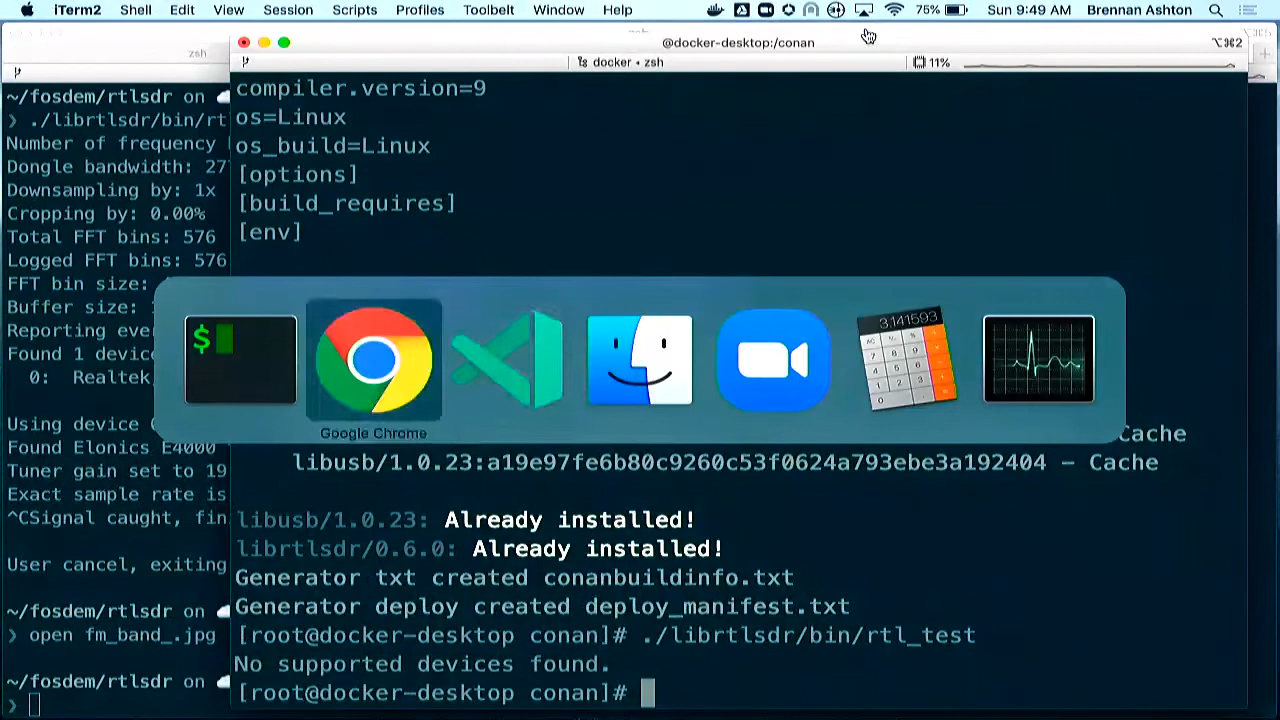 iTerm2 Shell Edit View Session Scripts Profiles Toolbelt Window Help 75% Sun 9:49 AM Brennan Ashton
zsh
@docker-desktop:/conan ⌥⌘2
docker • zsh 11%
~/fosdem/rtlsdr on
❯ ./librtlsdr/bin/rt
Number of frequency
Dongle bandwidth: 27
Downsampling by: 1x
Cropping by: 0.00%
Total FFT bins: 576
Logged FFT bins: 576
FFT bin size:
Buffer size:
Reporting eve
Found 1 devic
0: Realtek,
Using device
Found Elonics E4000
Tuner gain set to 19
Exact sample rate is
^CSignal caught, fin
User cancel, exiting
~/fosdem/rtlsdr on
❯ open fm_band_.jpg
~/fosdem/rtlsdr on
❯
compiler.version=9
os=Linux
os_build=Linux
[options]
[build_requires]
[env]
$
3.141593
Google Chrome
Cache
libusb/1.0.23:a19e97fe6b80c9260c53f0624a793ebe3a192404 - Cache
libusb/1.0.23: Already installed!
librtlsdr/0.6.0: Already installed!
Generator txt created conanbuildinfo.txt
Generator deploy created deploy_manifest.txt
[root@docker-desktop conan]# ./librtlsdr/bin/rtl_test
No supported devices found.
[root@docker-desktop conan]#